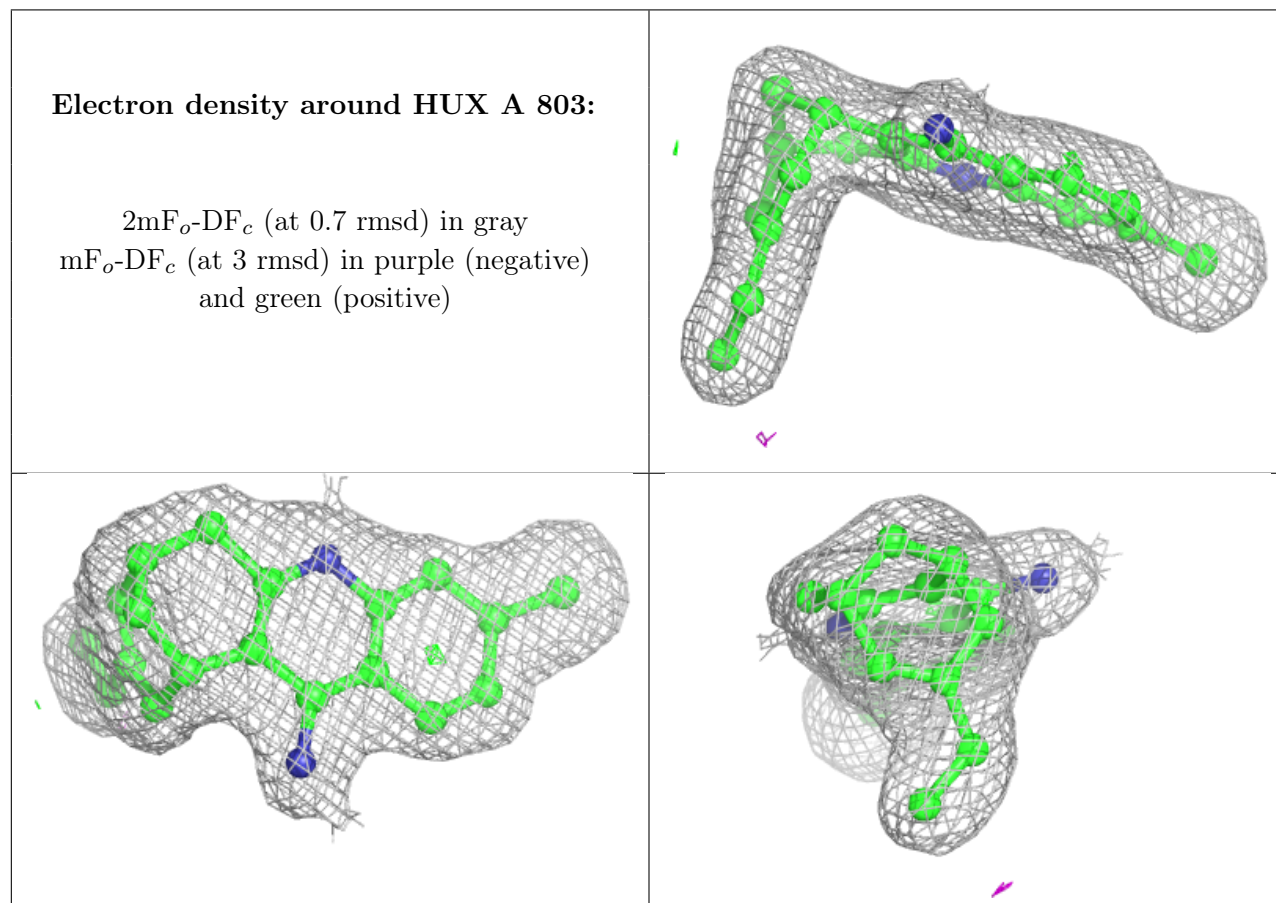 Electron density around HUX A 803:
2mFo-DFc (at 0.7 rmsd) in gray
mFo-DFc (at 3 rmsd) in purple (negative)
and green (positive)